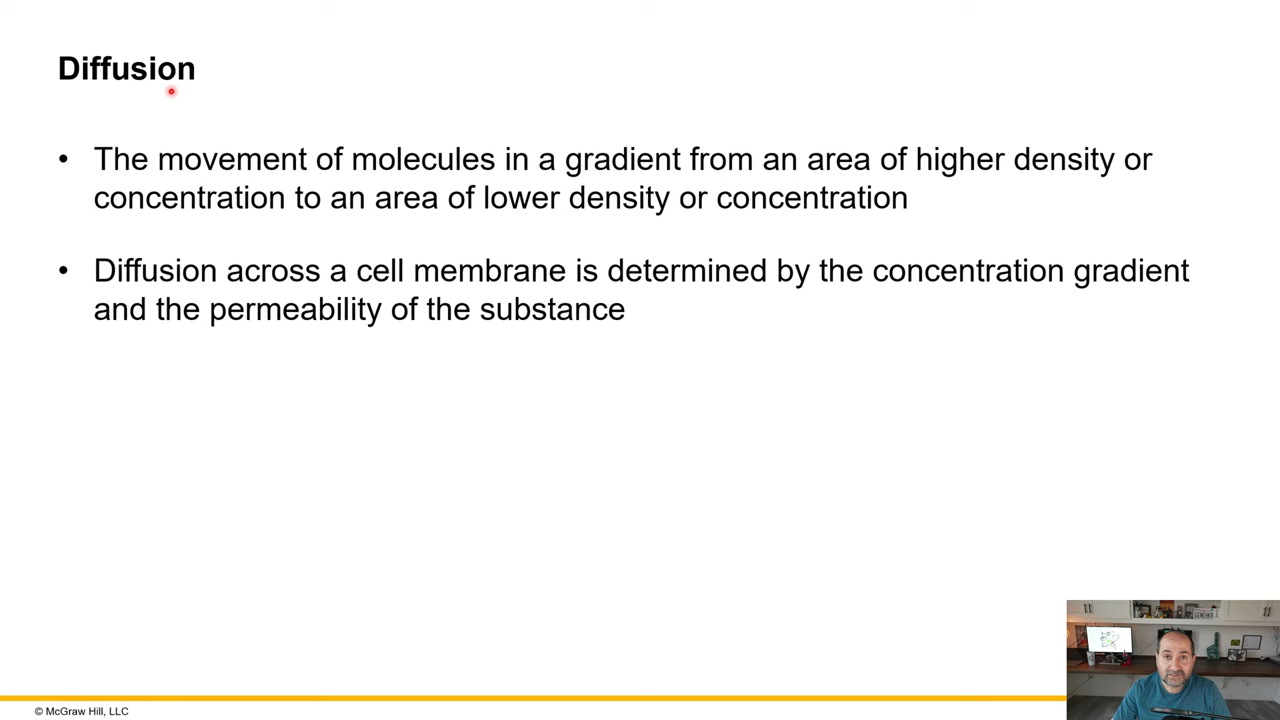 Diffusion
• The movement of molecules in a gradient from an area of higher density or
concentration to an area of lower density or concentration
• Diffusion across a cell membrane is determined by the concentration gradient
and the permeability of the substance
© McGraw Hill, LLC